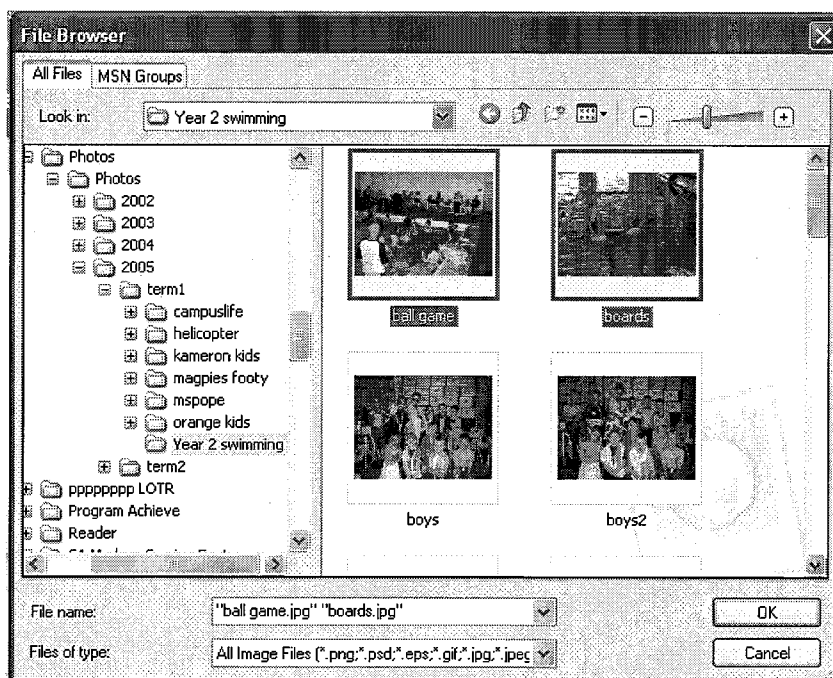 File Browser
All Files MSN Groups
Look in: Year 2 swimming
Photos
Photos
2002
2003
2004
2005
term1
campuslife
helicopter
kameron kids
magpies footy
mspope
orange kids
Year 2 swimming
term2
pppppppp LOTR
Program Achieve
Reader
ball game boards
boys boys2
File name: "ball game.jpg" "boards.jpg" OK
Files of type: All Image Files (*.png;*.psd;*.eps;*.gif;*.jpg;*.jpeg Cancel